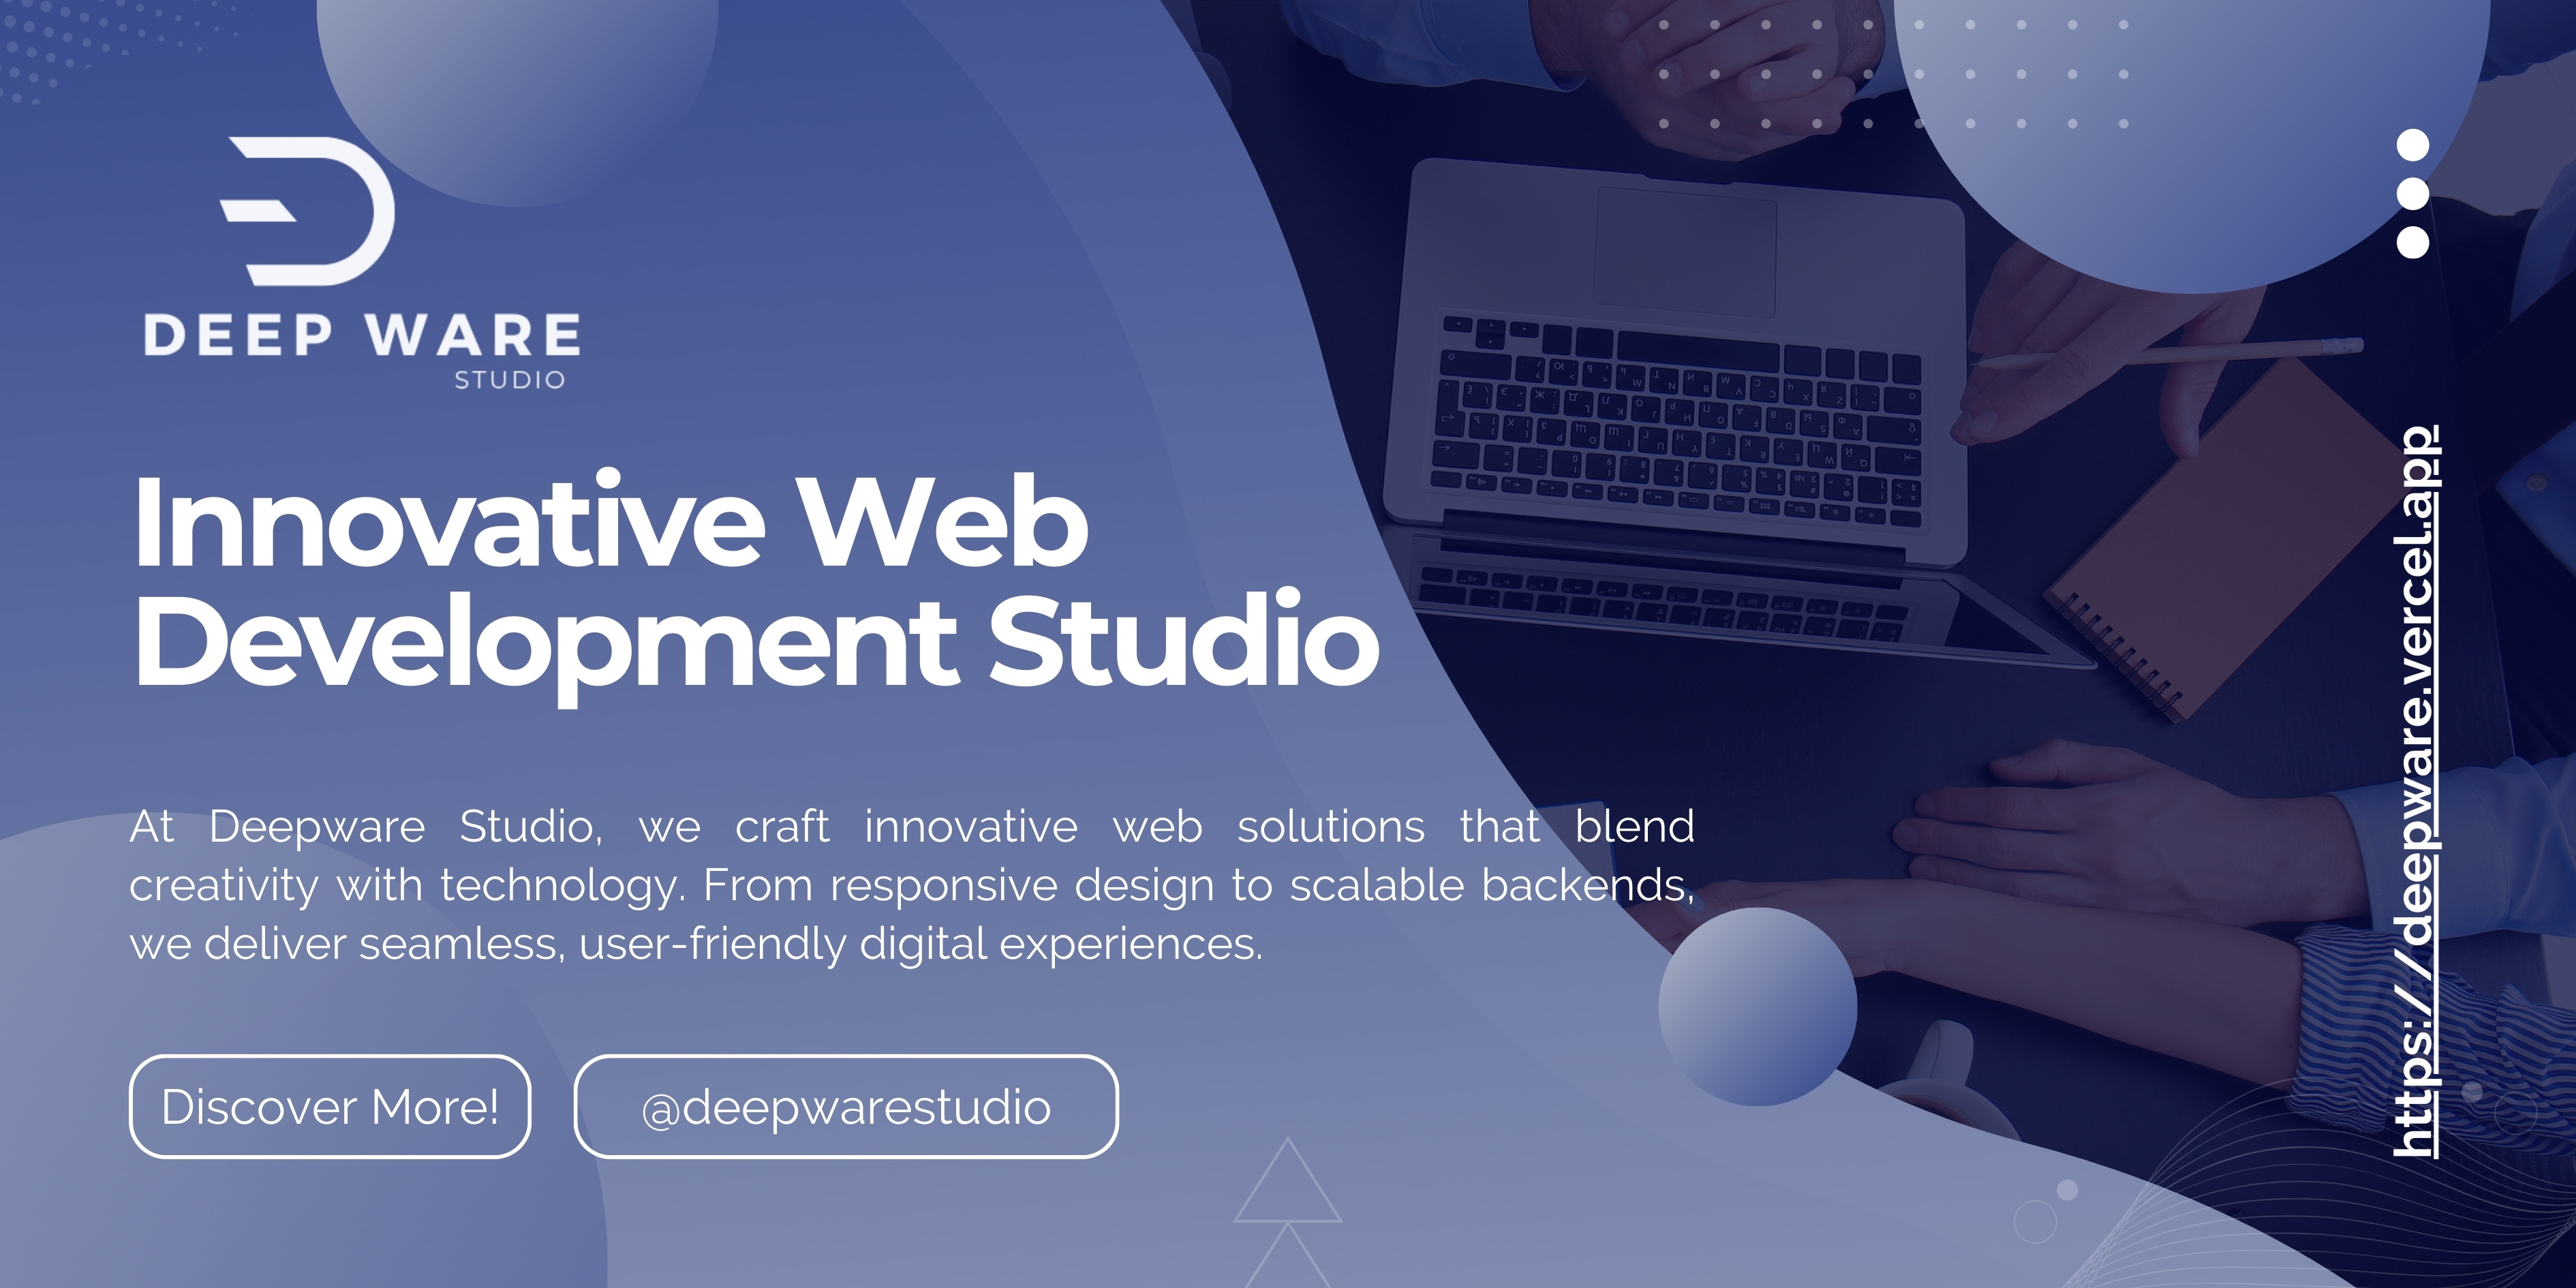 DEEP WARE
STUDIO
Innovative Web
Development Studio
At Deepware Studio, we craft innovative web solutions that blend
creativity with technology. From responsive design to scalable backends,
we deliver seamless, user-friendly digital experiences.
Discover More!
@deepwarestudio
https://deepware.vercel.app